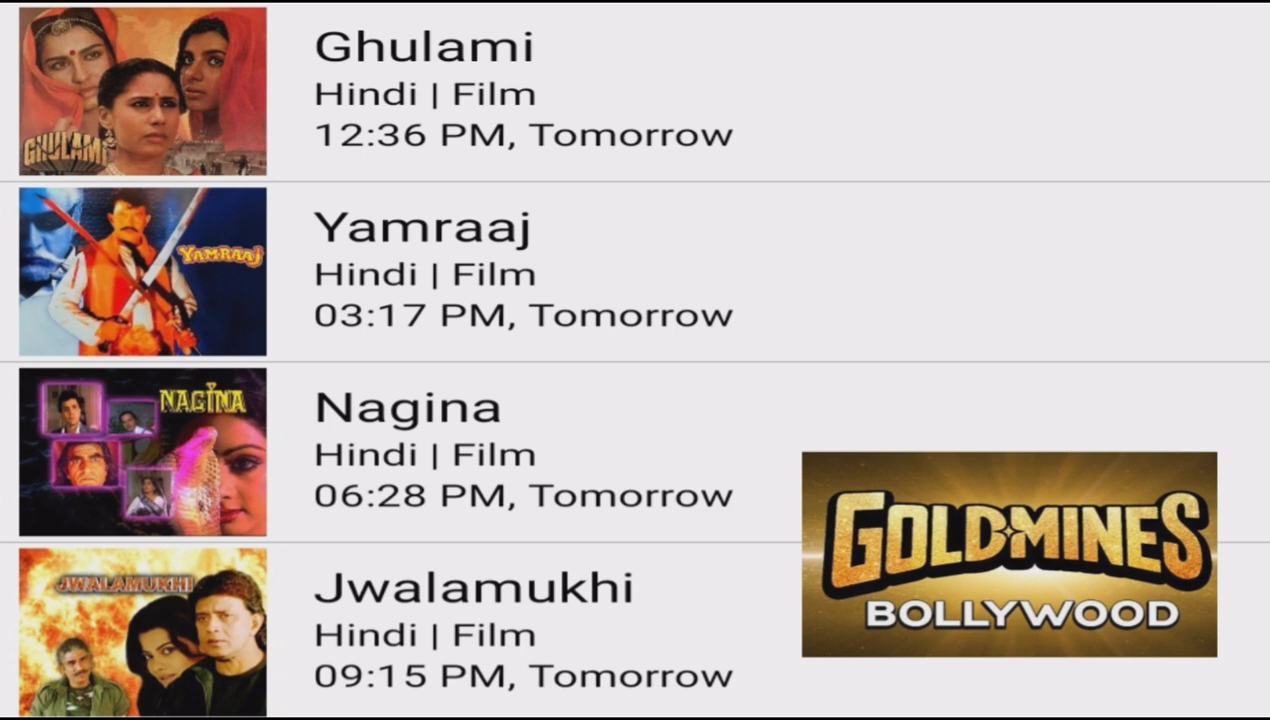 GHULAMI
Ghulami
Hindi | Film
12:36 PM, Tomorrow
YAMRAAJ
Yamraaj
Hindi | Film
03:17 PM, Tomorrow
NAGINA
Nagina
Hindi | Film
06:28 PM, Tomorrow
JWALAMUKHI
Jwalamukhi
Hindi | Film
09:15 PM, Tomorrow
GOLDMINES
BOLLYWOOD